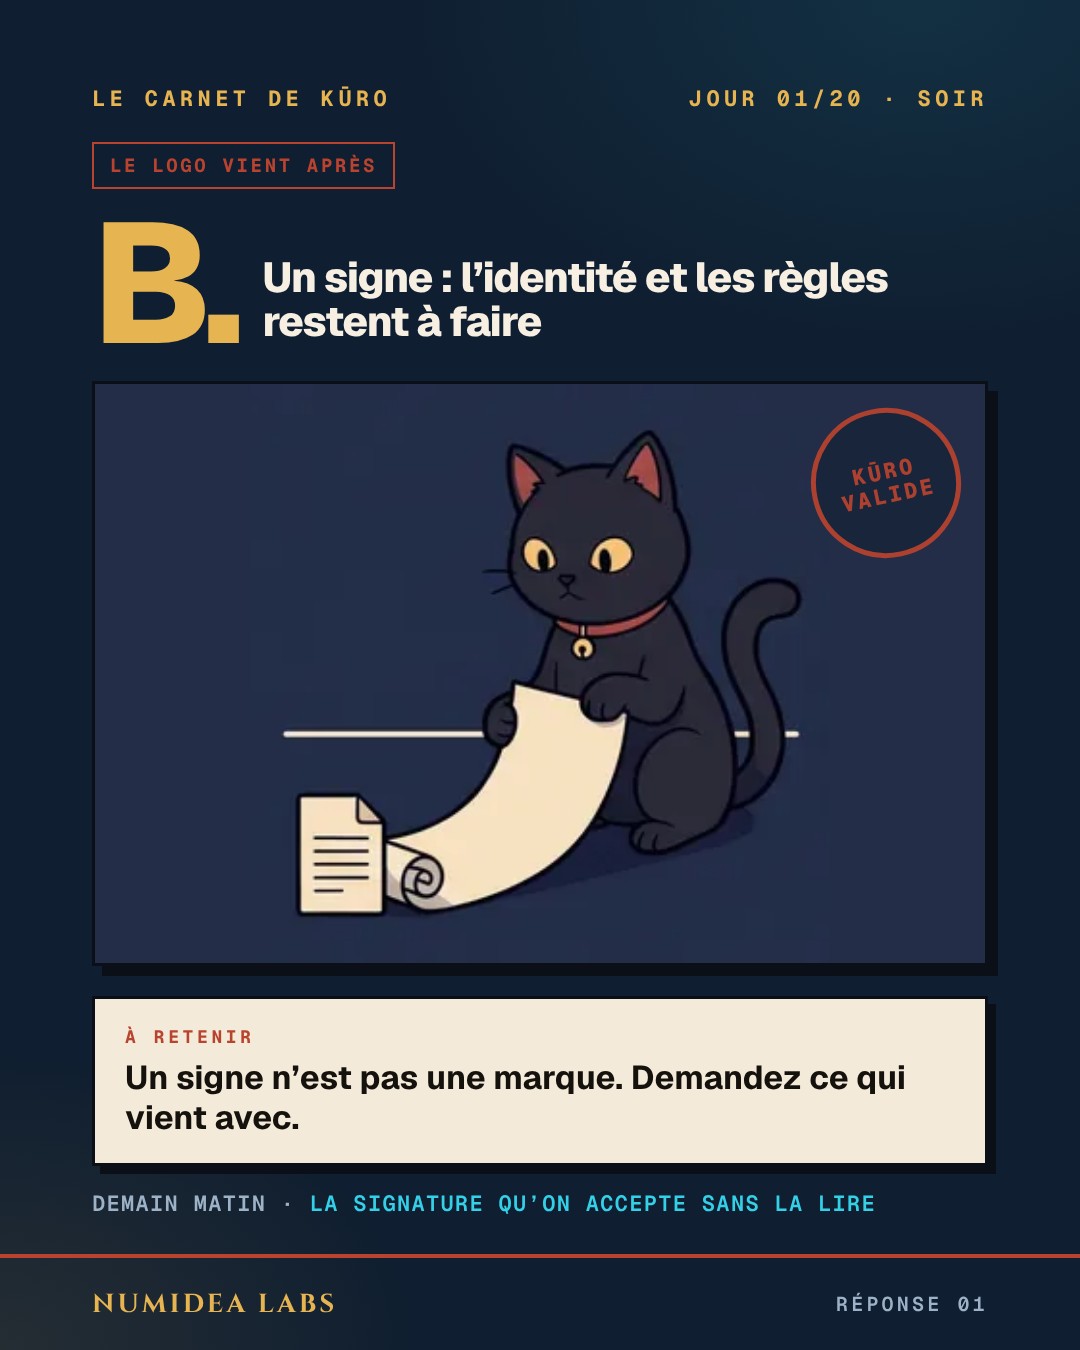 LE CARNET DE KŪRO
JOUR 01/20 · SOIR
LE LOGO VIENT APRÈS
B.
Un signe : l’identité et les règles
restent à faire
KŪRO
VALIDE
À RETENIR
Un signe n’est pas une marque. Demandez ce qui
vient avec.
DEMAIN MATIN · LA SIGNATURE QU’ON ACCEPTE SANS LA LIRE
NUMIDEA LABS
RÉPONSE 01